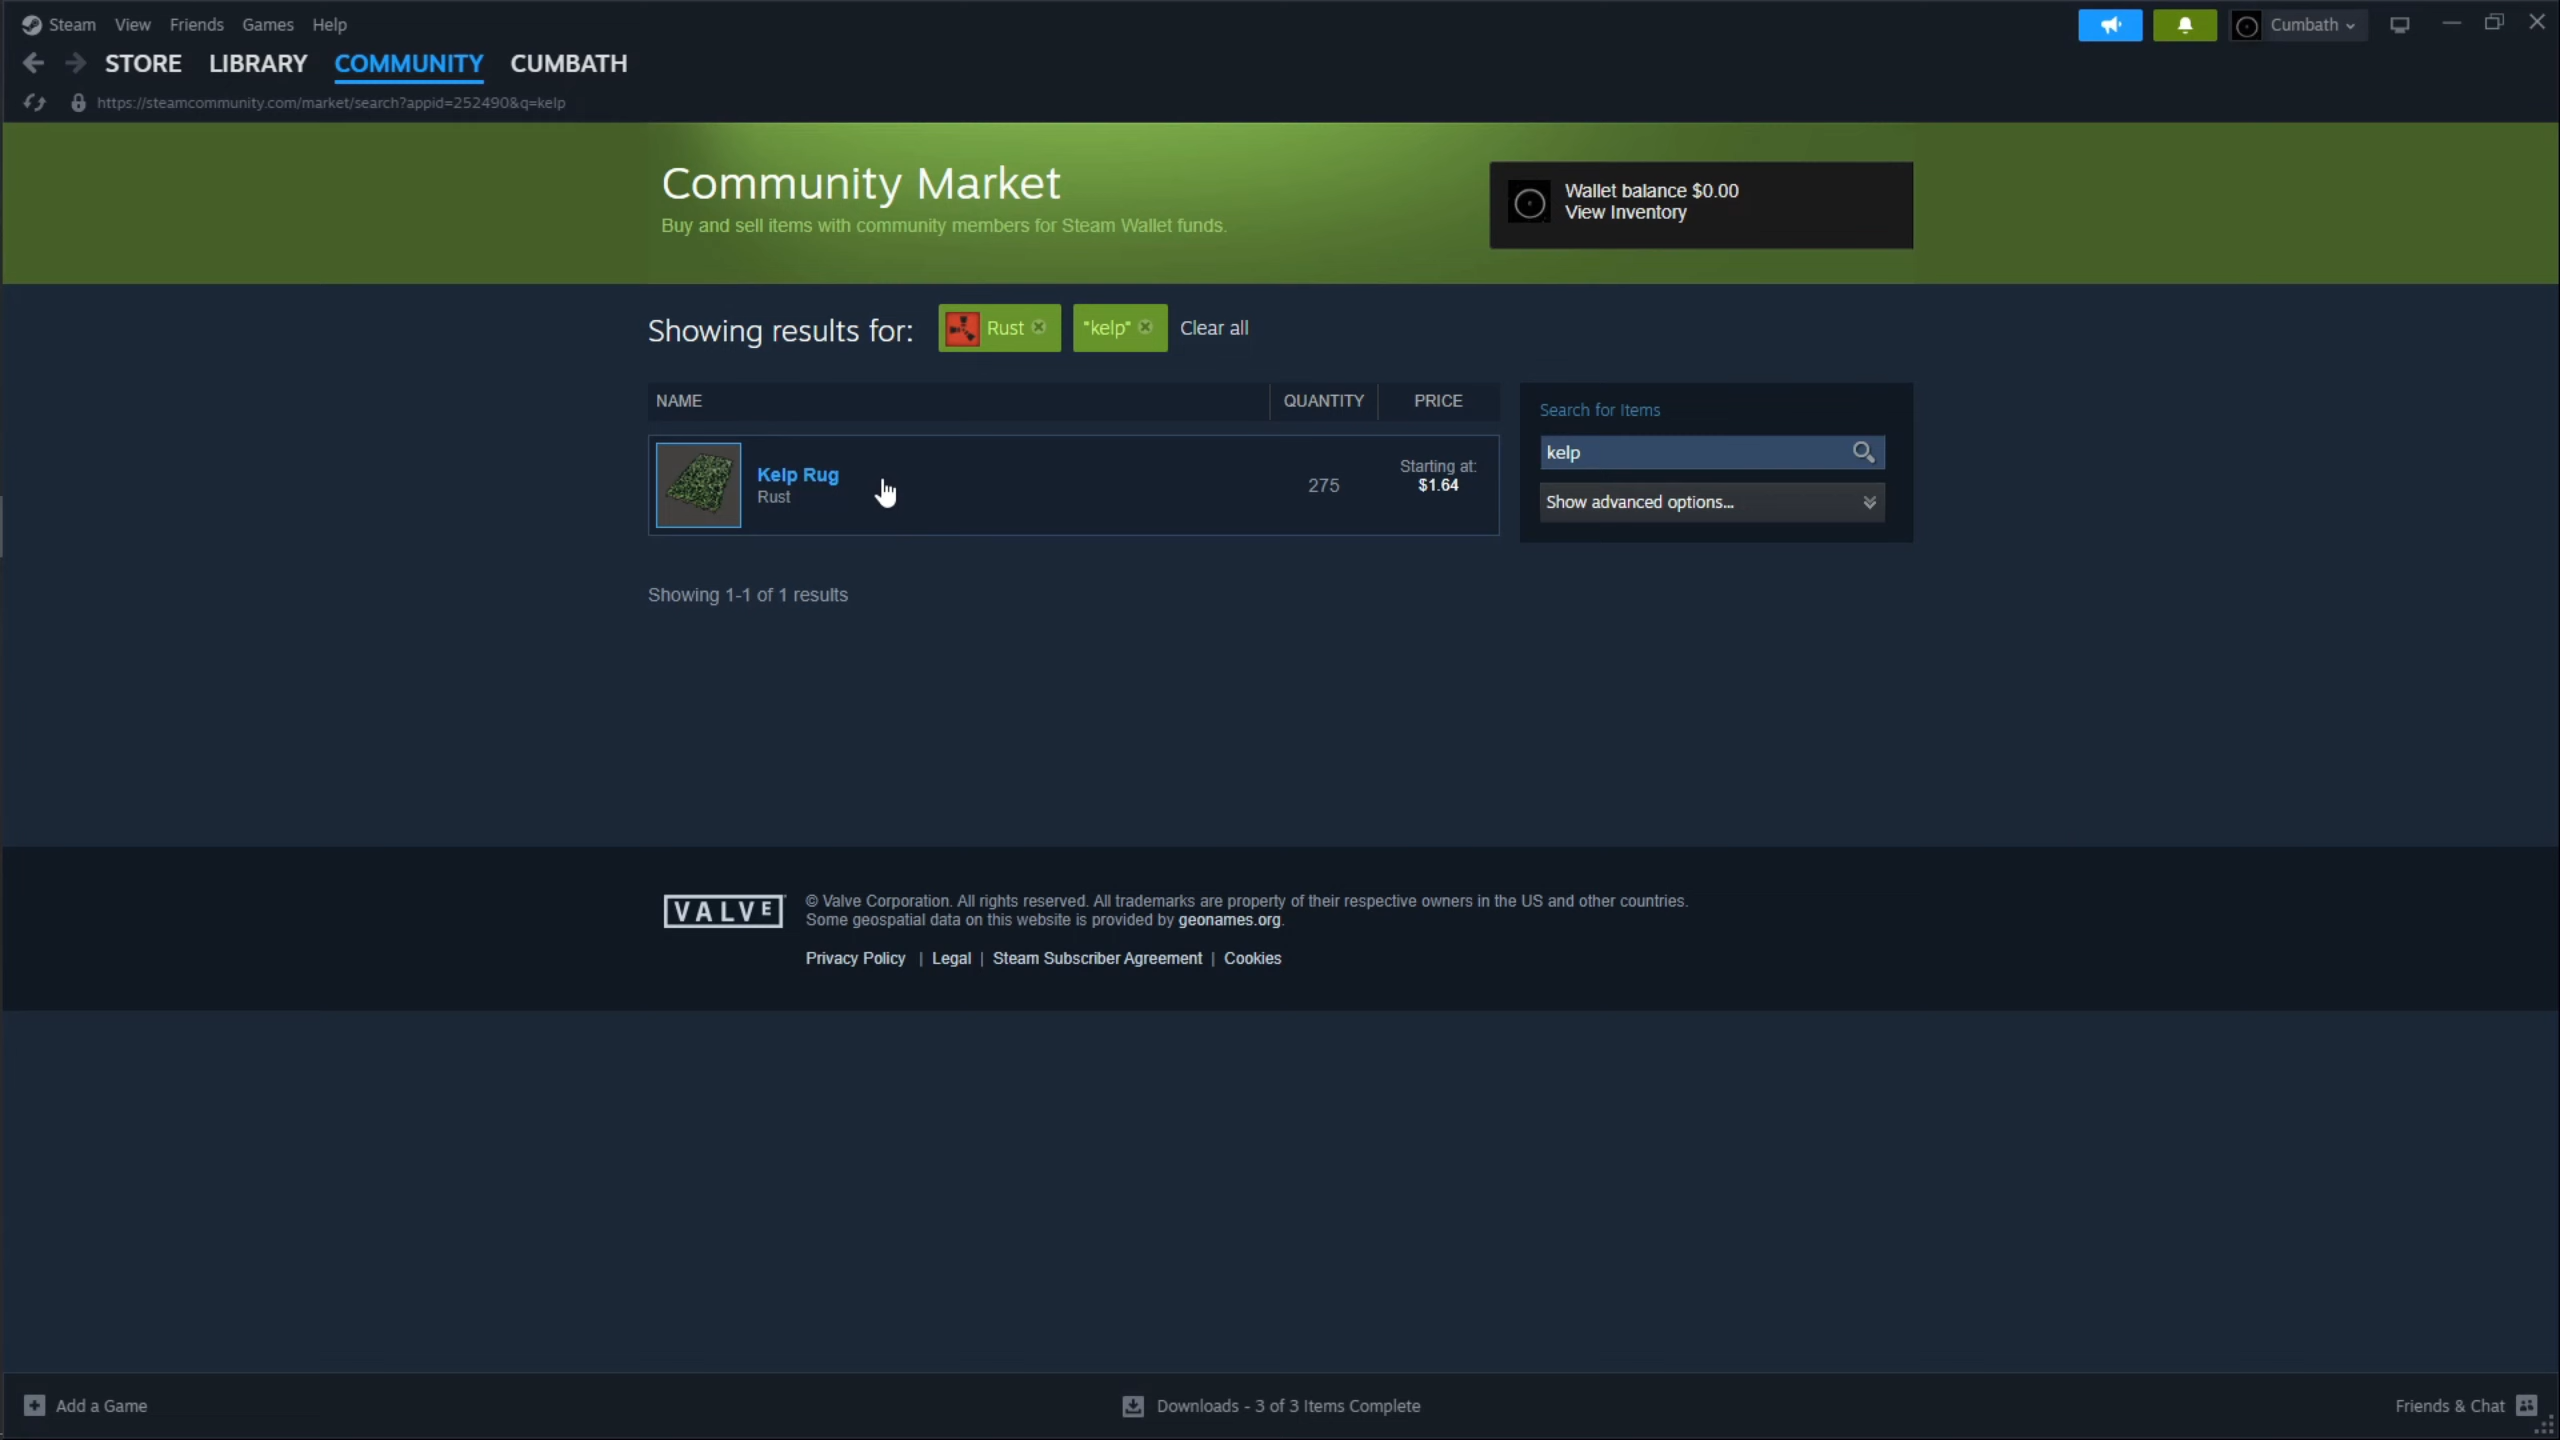 Steam View Friends Games Help
Cumbath
STORE LIBRARY COMMUNITY CUMBATH
https://steamcommunity.com/market/search?appid=252490&q=kelp
Community Market
Buy and sell items with community members for Steam Wallet funds.
Wallet balance $0.00
View Inventory
Showing results for: Rust "kelp" Clear all
NAME QUANTITY PRICE
Search for Items
kelp
Show advanced options...
Kelp Rug
Rust
275
Starting at:
$1.64
Showing 1-1 of 1 results
VALVE
© Valve Corporation. All rights reserved. All trademarks are property of their respective owners in the US and other countries.
Some geospatial data on this website is provided by geonames.org.
Privacy Policy | Legal | Steam Subscriber Agreement | Cookies
Add a Game
Downloads - 3 of 3 Items Complete
Friends & Chat